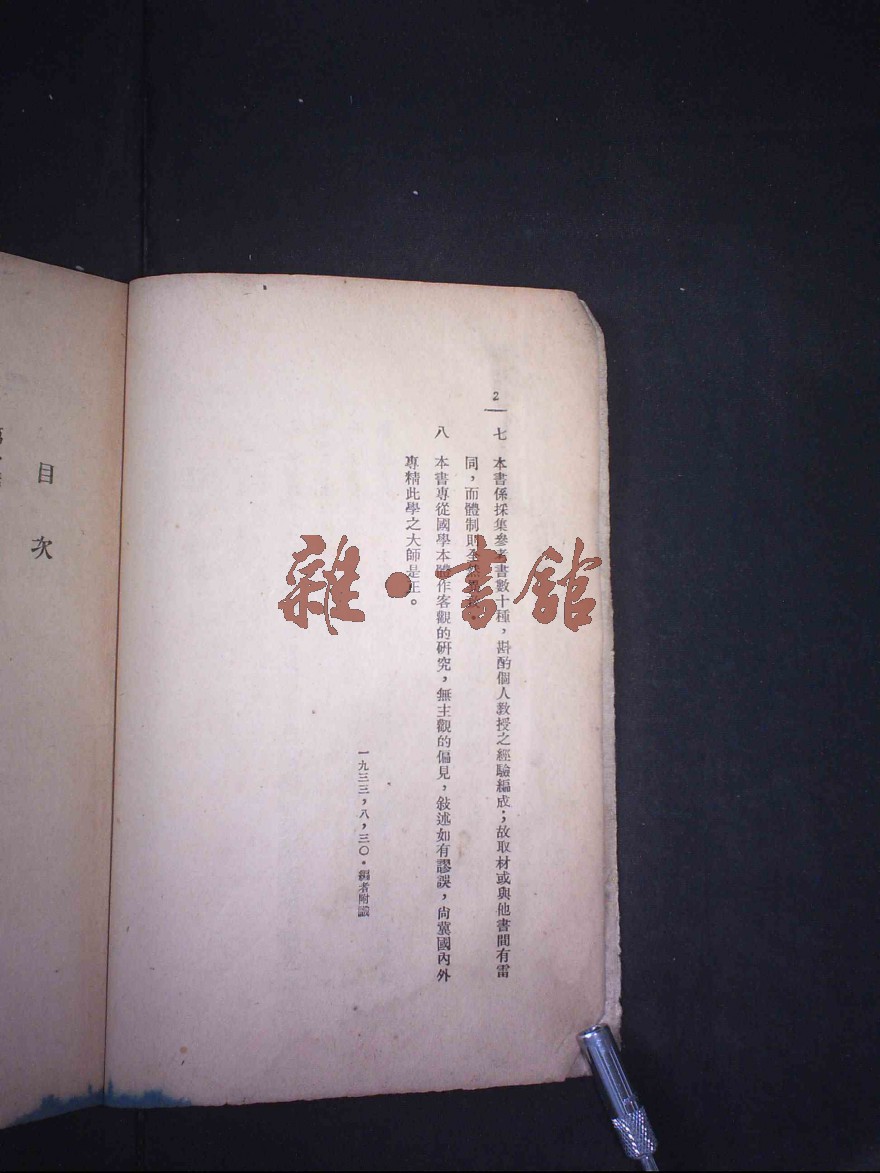 2
七 本書係採集參考書數十種，斟酌個人教授之經驗編成；故取材或與他書間有雷
同，而體制則全然
八 本書專從國學本體作客觀的研究，無主觀的偏見，敍述如有謬誤，尚冀國內外
專精此學之大師是正。
一九三三，八，三〇。編者附識
目次
雜·書館